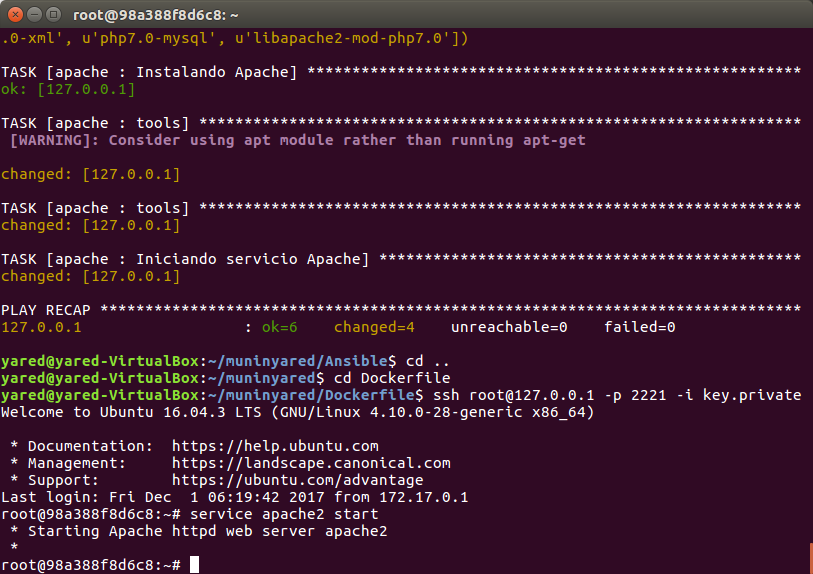 root@98a388f8d6c8: ~
.0-xml', u'php7.0-mysql', u'libapache2-mod-php7.0'])
TASK [apache : Instalando Apache] *******************************************************
ok: [127.0.0.1]
TASK [apache : tools] *******************************************************************
[WARNING]: Consider using apt module rather than running apt-get
changed: [127.0.0.1]
TASK [apache : tools] *******************************************************************
changed: [127.0.0.1]
TASK [apache : Iniciando servicio Apache] ***********************************************
changed: [127.0.0.1]
PLAY RECAP ******************************************************************************
127.0.0.1                  : ok=6    changed=4    unreachable=0    failed=0
yared@yared-VirtualBox:~/muninyared/Ansible$ cd ..
yared@yared-VirtualBox:~/muninyared$ cd Dockerfile
yared@yared-VirtualBox:~/muninyared/Dockerfile$ ssh root@127.0.0.1 -p 2221 -i key.private
Welcome to Ubuntu 16.04.3 LTS (GNU/Linux 4.10.0-28-generic x86_64)
* Documentation:  https://help.ubuntu.com
* Management:     https://landscape.canonical.com
* Support:        https://ubuntu.com/advantage
Last login: Fri Dec  1 06:19:42 2017 from 172.17.0.1
root@98a388f8d6c8:~# service apache2 start
* Starting Apache httpd web server apache2
*
root@98a388f8d6c8:~#